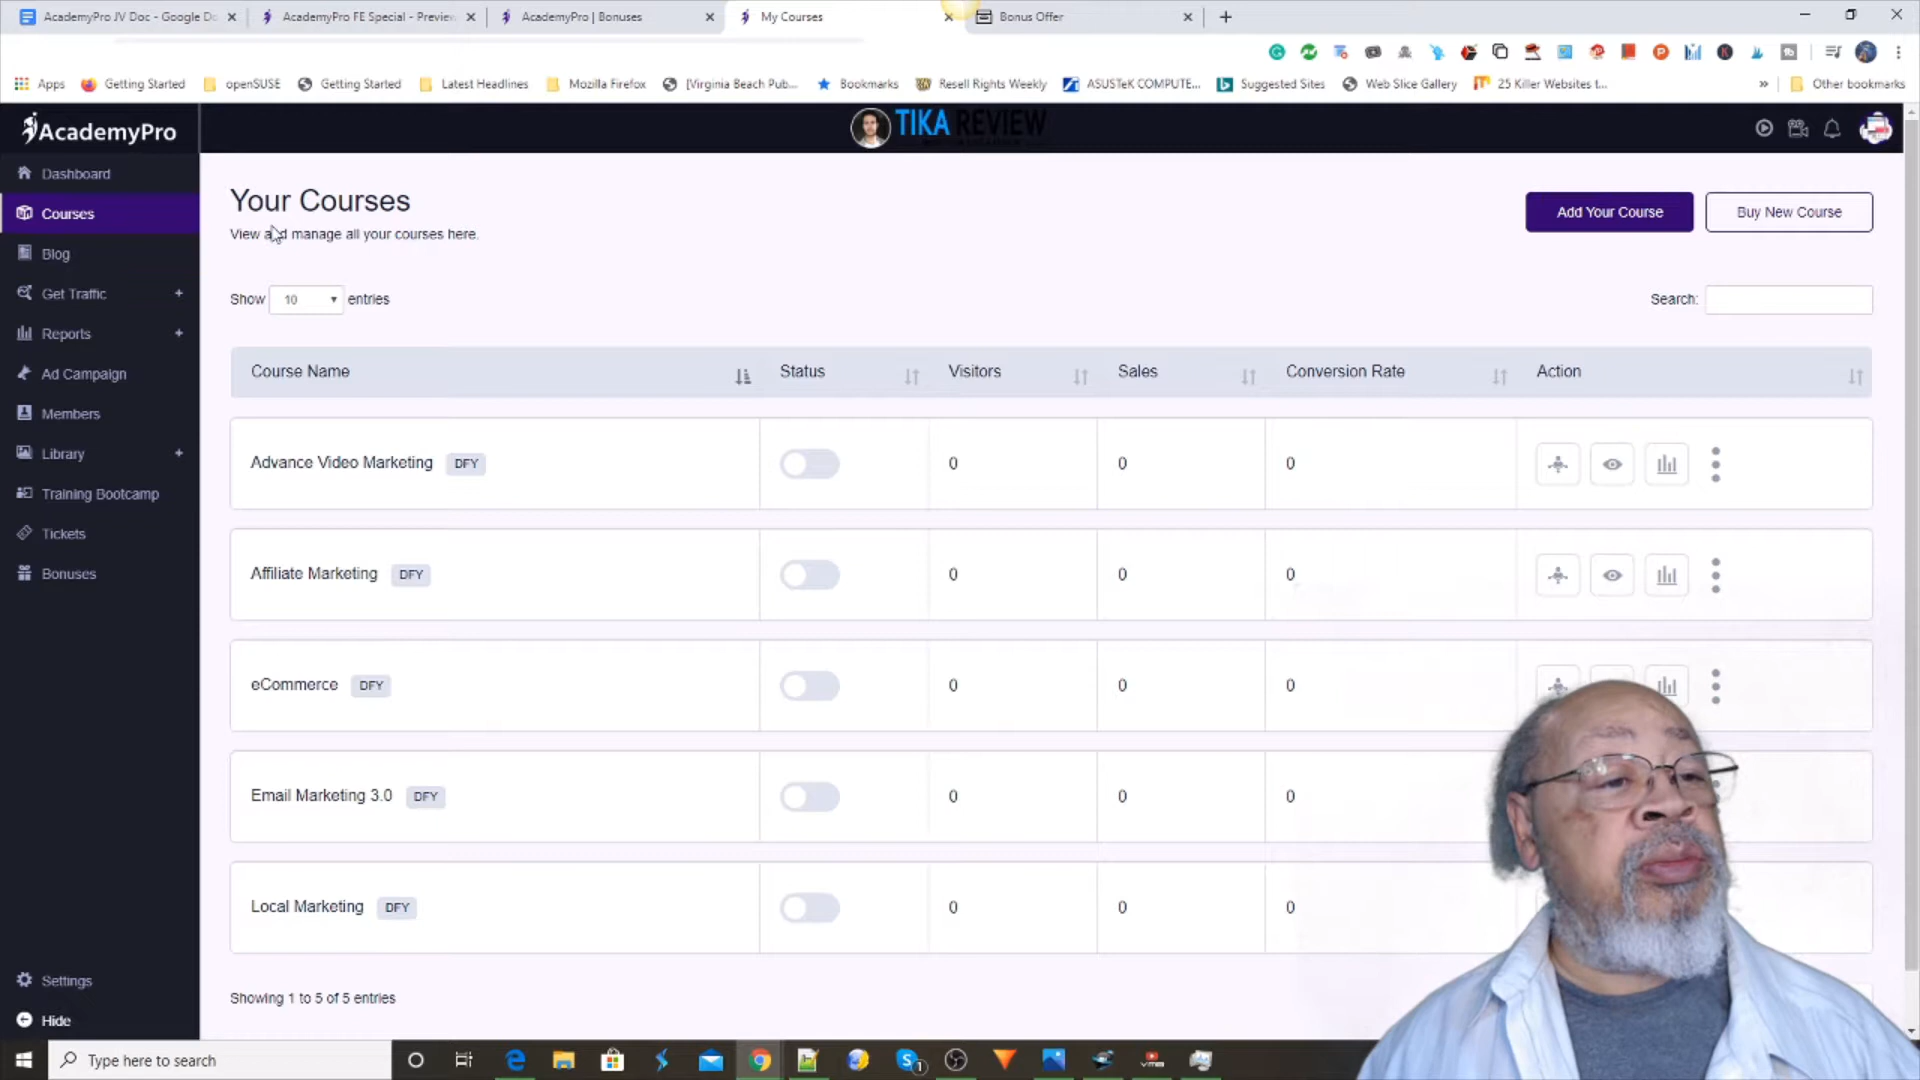 AcademyPro JV Doc - Google Do
AcademyPro FE Special - Preview
AcademyPro | Bonuses
My Courses
Bonus Offer
Apps
Getting Started
openSUSE
Getting Started
Latest Headlines
Mozilla Firefox
[Virginia Beach Pub...
Bookmarks
Resell Rights Weekly
ASUSTeK COMPUTE...
Suggested Sites
Web Slice Gallery
25 Killer Websites t...
Other bookmarks
AcademyPro
TIKA REVIEW
Dashboard
Courses
Blog
Get Traffic +
Reports +
Ad Campaign
Members
Library +
Training Bootcamp
Tickets
Bonuses
Settings
Hide
Your Courses
View and manage all your courses here.
Add Your Course
Buy New Course
Show 10 entries
Search:
Course Name Status Visitors Sales Conversion Rate Action
Advance Video Marketing DFY 0 0 0
Affiliate Marketing DFY 0 0 0
eCommerce DFY 0 0 0
Email Marketing 3.0 DFY 0 0 0
Local Marketing DFY 0 0 0
Showing 1 to 5 of 5 entries
Type here to search